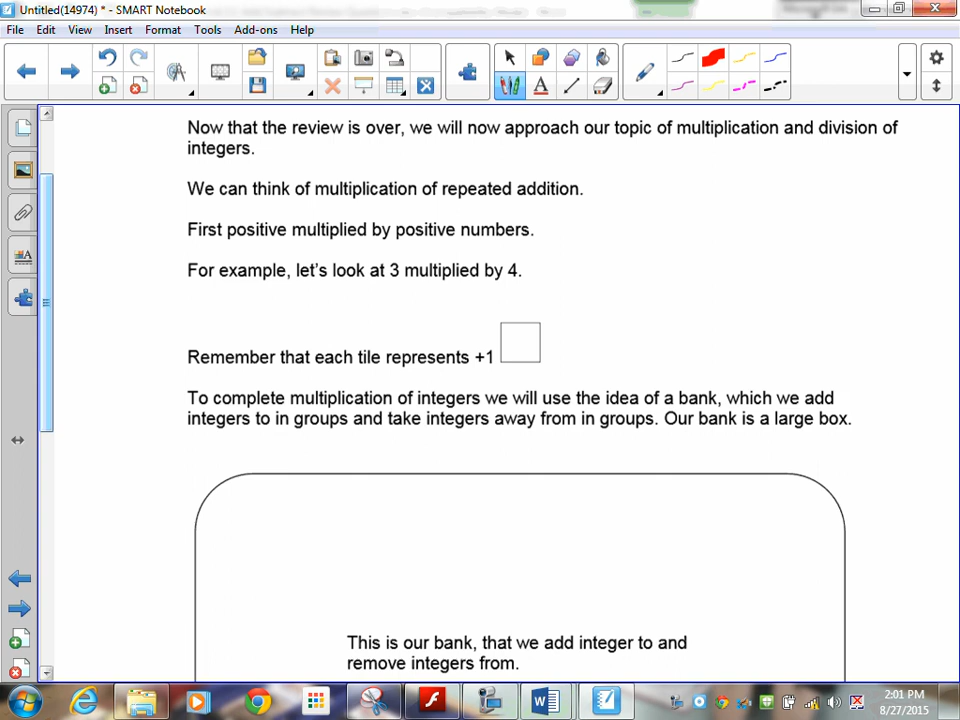 Untitled(14974) * - SMART Notebook
File Edit View Insert Format Tools Add-ons Help
Now that the review is over, we will now approach our topic of multiplication and division of
integers.
We can think of multiplication of repeated addition.
First positive multiplied by positive numbers.
For example, let's look at 3 multiplied by 4.
Remember that each tile represents +1
To complete multiplication of integers we will use the idea of a bank, which we add
integers to in groups and take integers away from in groups. Our bank is a large box.
This is our bank, that we add integer to and
remove integers from.
2:01 PM
8/27/2015